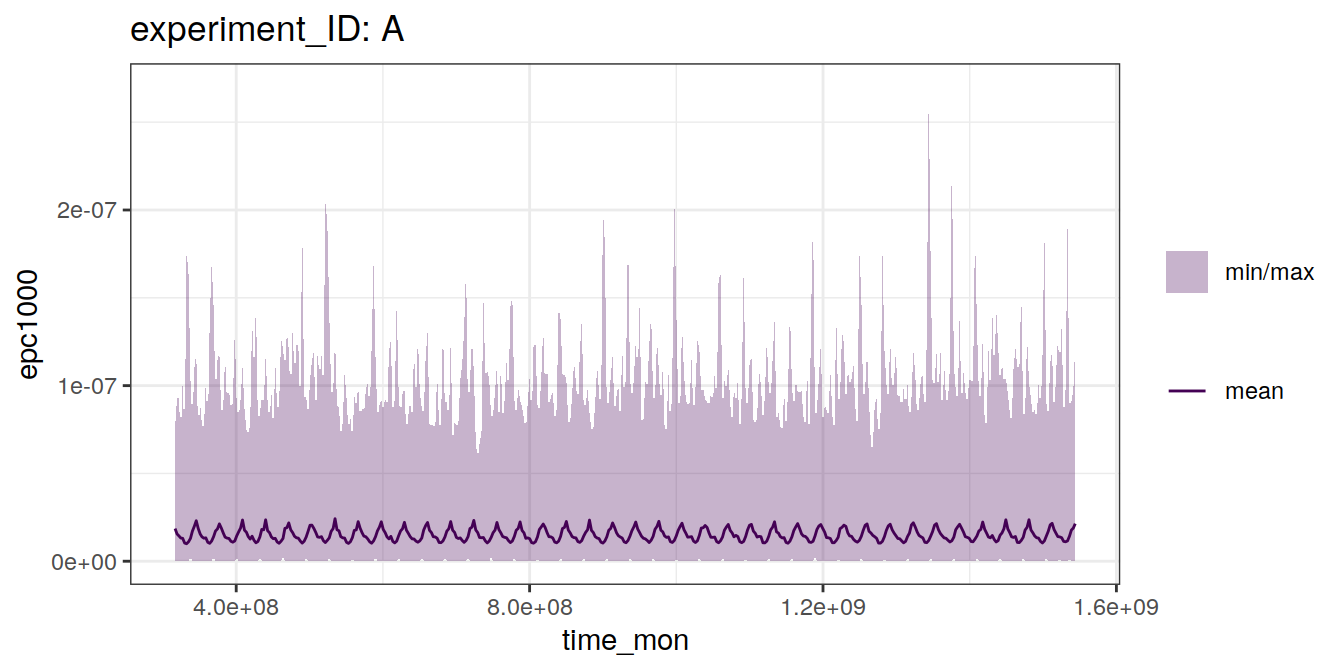 experiment_ID: A
epc1000
2e-07
1e-07
0e+00
4.0e+08
8.0e+08
1.2e+09
1.6e+09
time_mon
min/max
mean